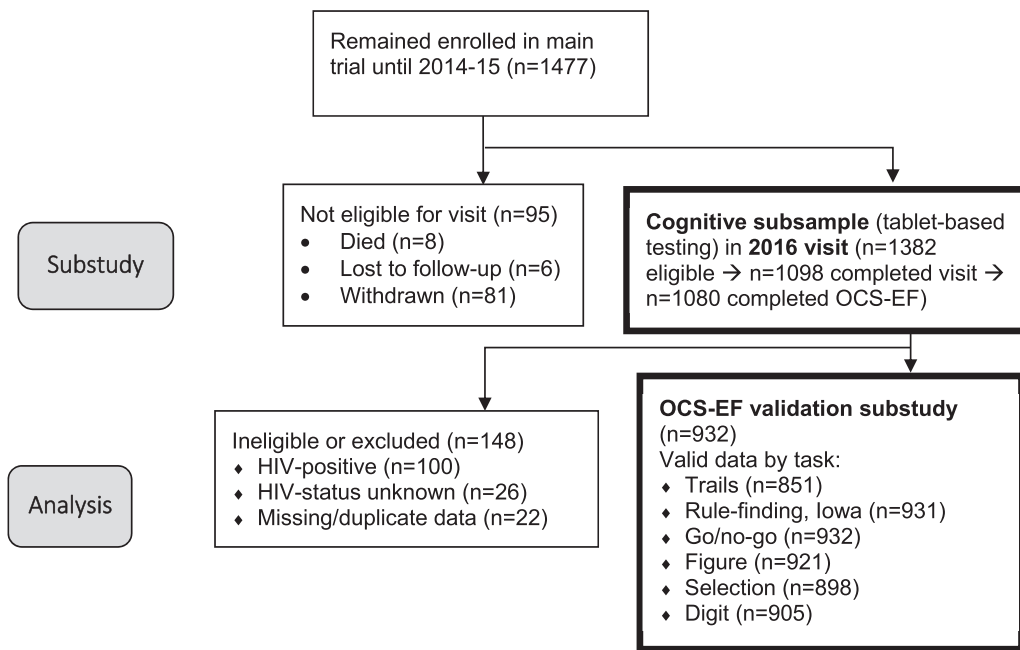 Remained enrolled in main
trial until 2014-15 (n=1477)
Substudy
Not eligible for visit (n=95)
• Died (n=8)
• Lost to follow-up (n=6)
• Withdrawn (n=81)
Cognitive subsample (tablet-based
testing) in 2016 visit (n=1382
eligible → n=1098 completed visit →
n=1080 completed OCS-EF)
Analysis
Ineligible or excluded (n=148)
♦ HIV-positive (n=100)
♦ HIV-status unknown (n=26)
♦ Missing/duplicate data (n=22)
OCS-EF validation substudy
(n=932)
Valid data by task:
♦ Trails (n=851)
♦ Rule-finding, Iowa (n=931)
♦ Go/no-go (n=932)
♦ Figure (n=921)
♦ Selection (n=898)
♦ Digit (n=905)